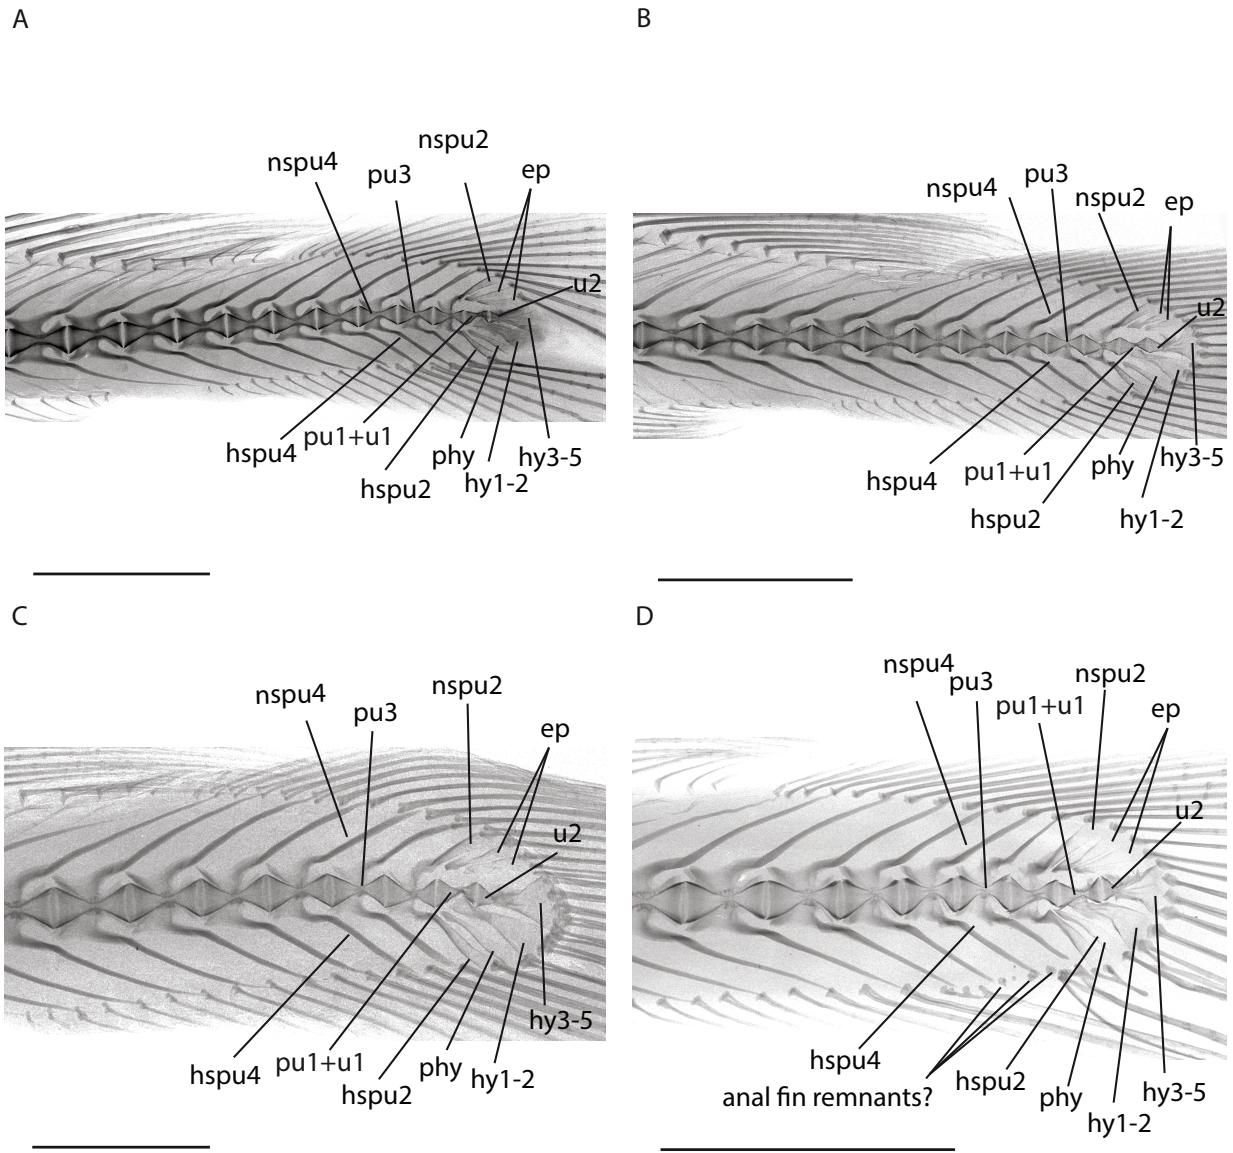 A
nspu4
pu3
nspu2
ep
u2
hspu4
pu1+u1
hspu2
phy
hy1-2
hy3-5
B
nspu4
pu3
nspu2
ep
u2
hspu4
pu1+u1
hspu2
phy
hy1-2
hy3-5
C
nspu4
pu3
nspu2
ep
u2
hspu4
pu1+u1
hspu2
phy
hy1-2
hy3-5
D
nspu4
pu3
pu1+u1
nspu2
ep
u2
hspu4
anal fin remnants?
hspu2
phy
hy1-2
hy3-5